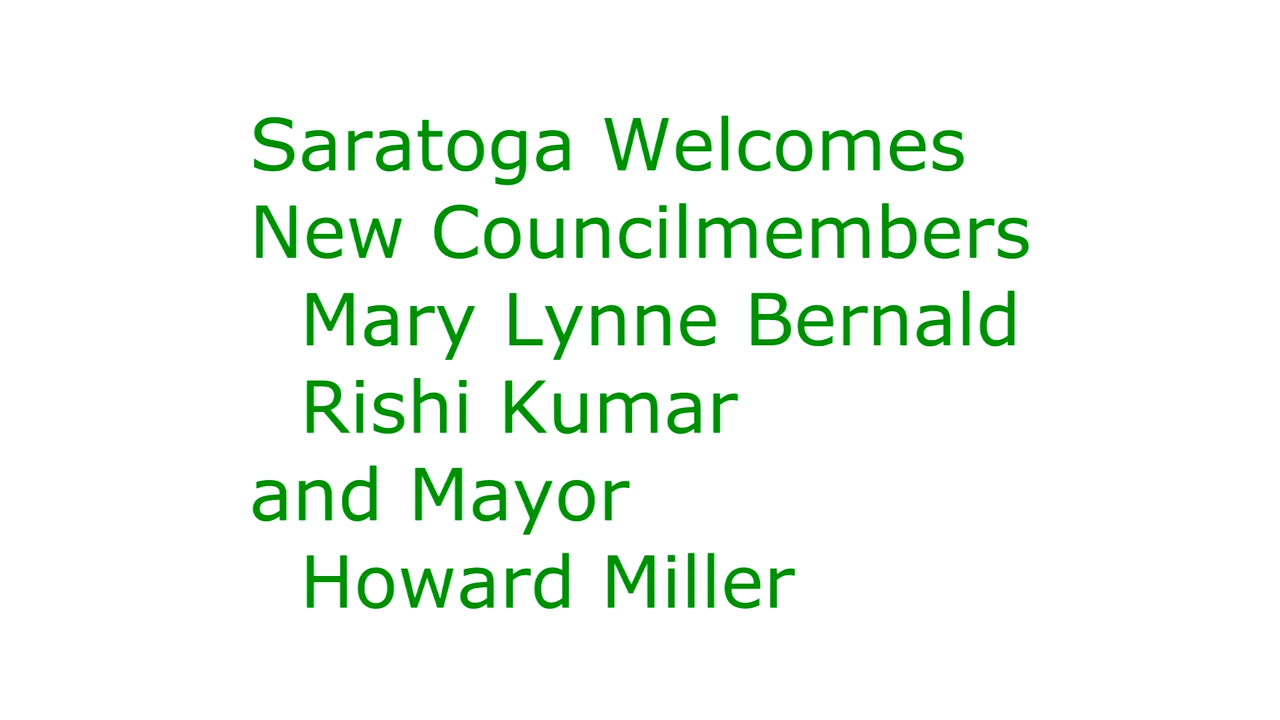 Saratoga Welcomes
New Councilmembers
Mary Lynne Bernald
Rishi Kumar
and Mayor
Howard Miller